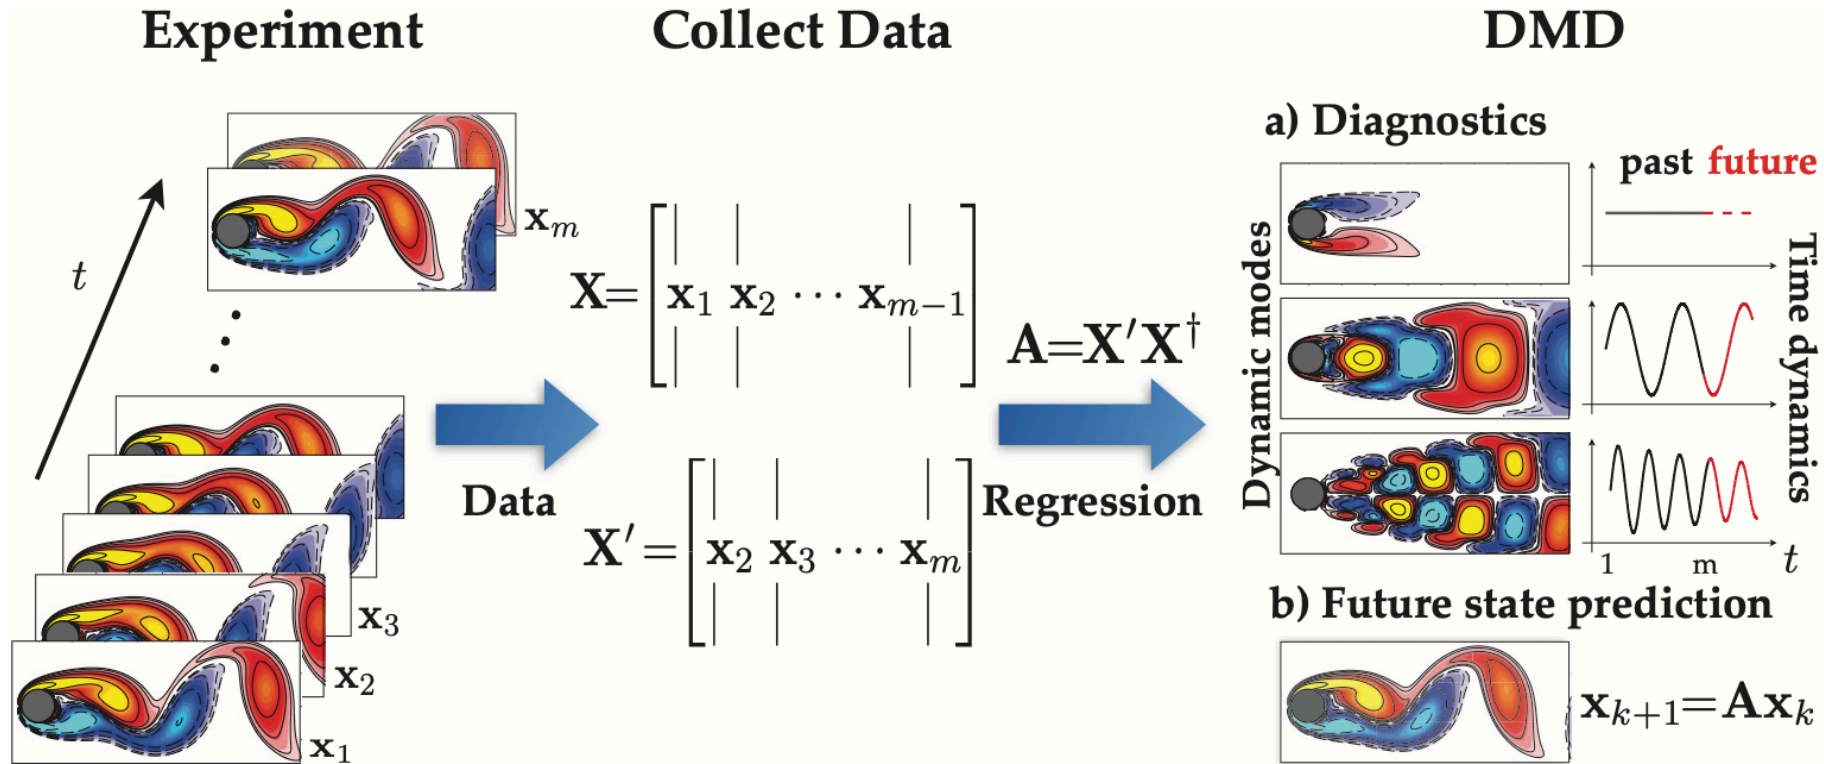 Experiment
Collect Data
DMD
t
x_m
x_3
x_2
x_1
Data
X=[x_1 x_2 ⋯ x_{m−1}]
X′=[x_2 x_3 ⋯ x_m]
A=X′X†
Regression
a) Diagnostics
past future
Dynamic modes
Time dynamics
1 m t
b) Future state prediction
x_{k+1}=Ax_k